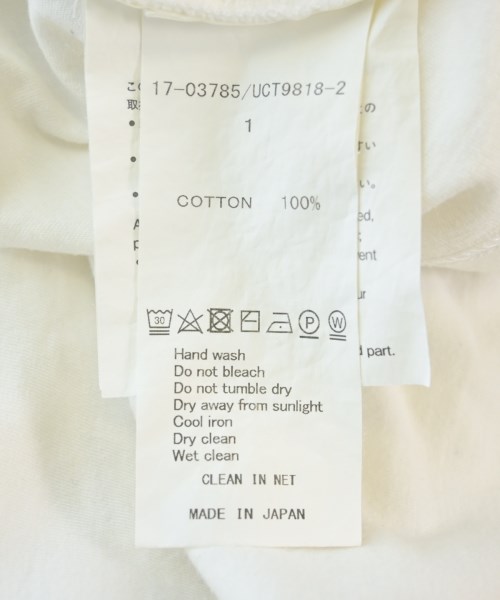 17-03785/UCT9818-2
1
COTTON 100%
30 P W
Hand wash
Do not bleach
Do not tumble dry
Dry away from sunlight
Cool iron
Dry clean
Wet clean
CLEAN IN NET
MADE IN JAPAN
part.